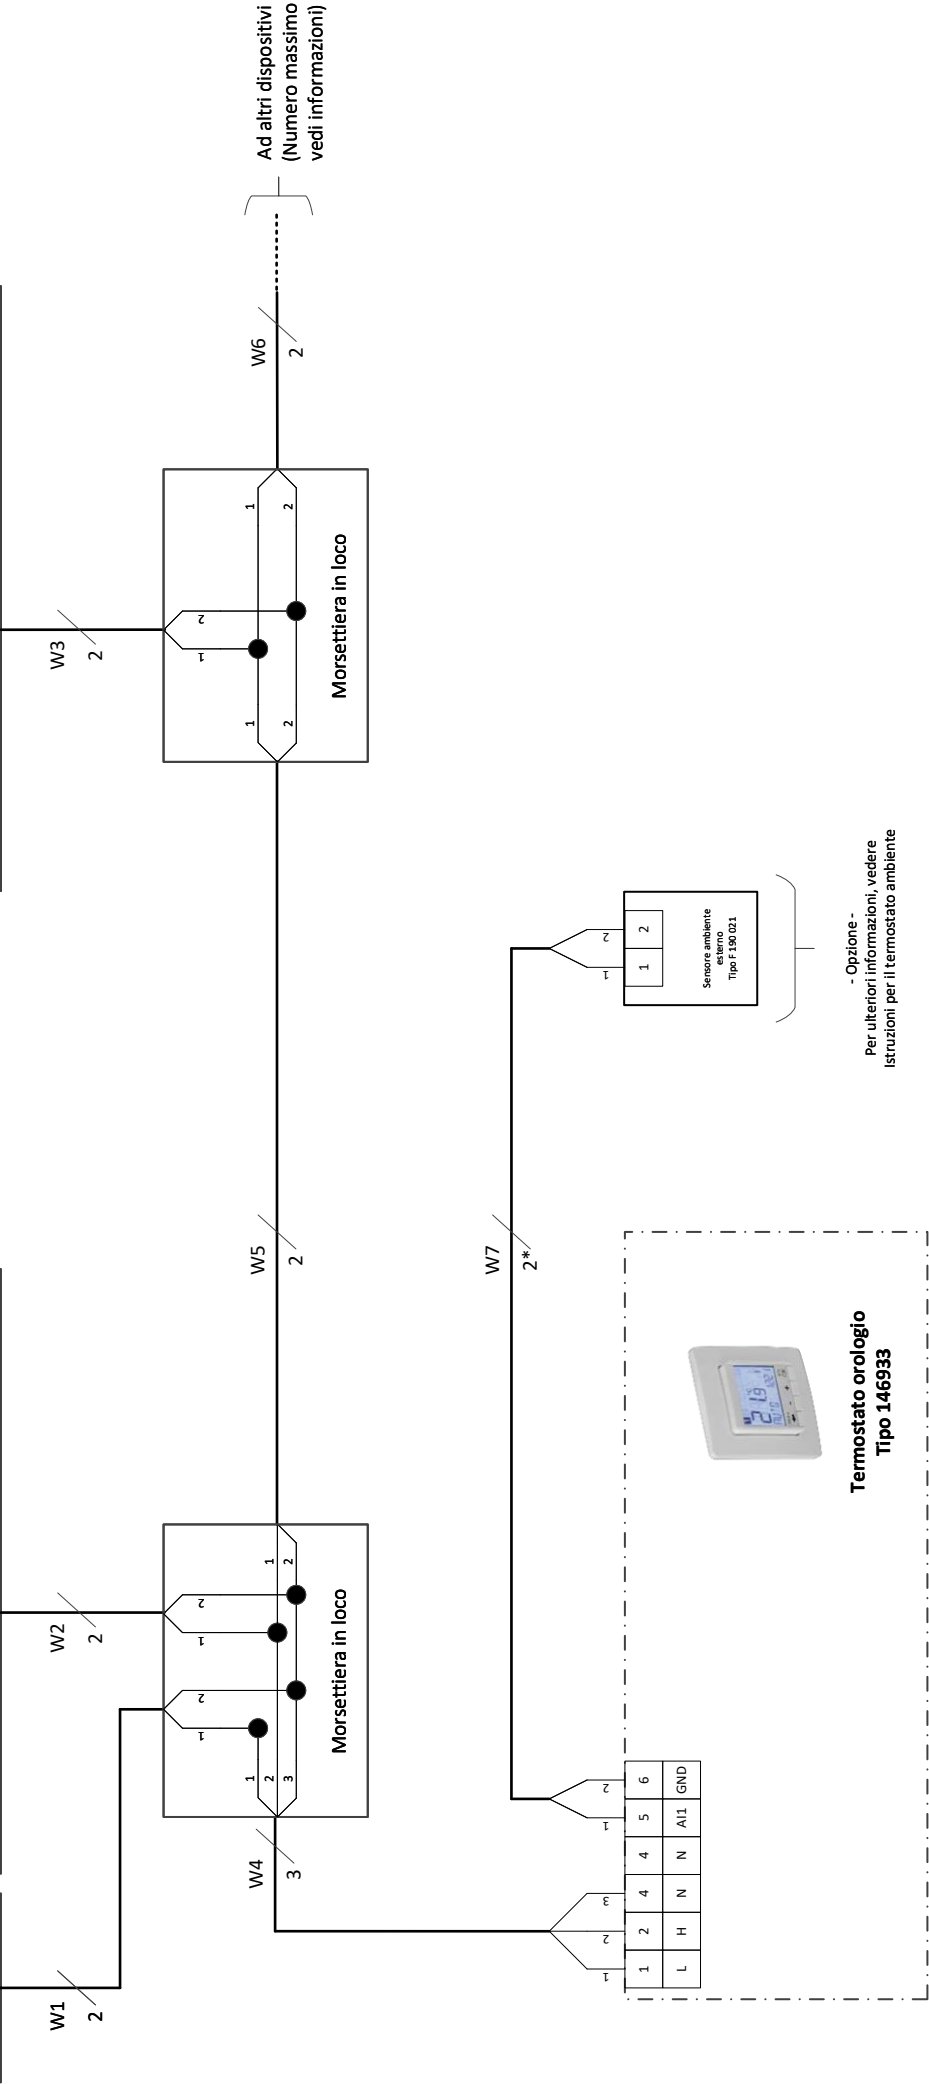 Ad altri dispositivi
(Numero massimo
vedi informazioni)
W6
2
1
2
1
2
1
2
Morsettiera in loco
W3
2
W5
2
W2
2
W1
2
1
2
1
2
1
2
1
2
3
Morsettiera in loco
W4
3
W7
2*
1
2
1
2
Sensore ambiente
esterno
Tipo F 190 021
- Opzione -
Per ulteriori informazioni, vedere
Istruzioni per il termostato ambiente
1
2
3
1
2
1
2
4
4
5
6
L
H
N
N
AI1
GND
21.9
Termostato orologio
Tipo 146933